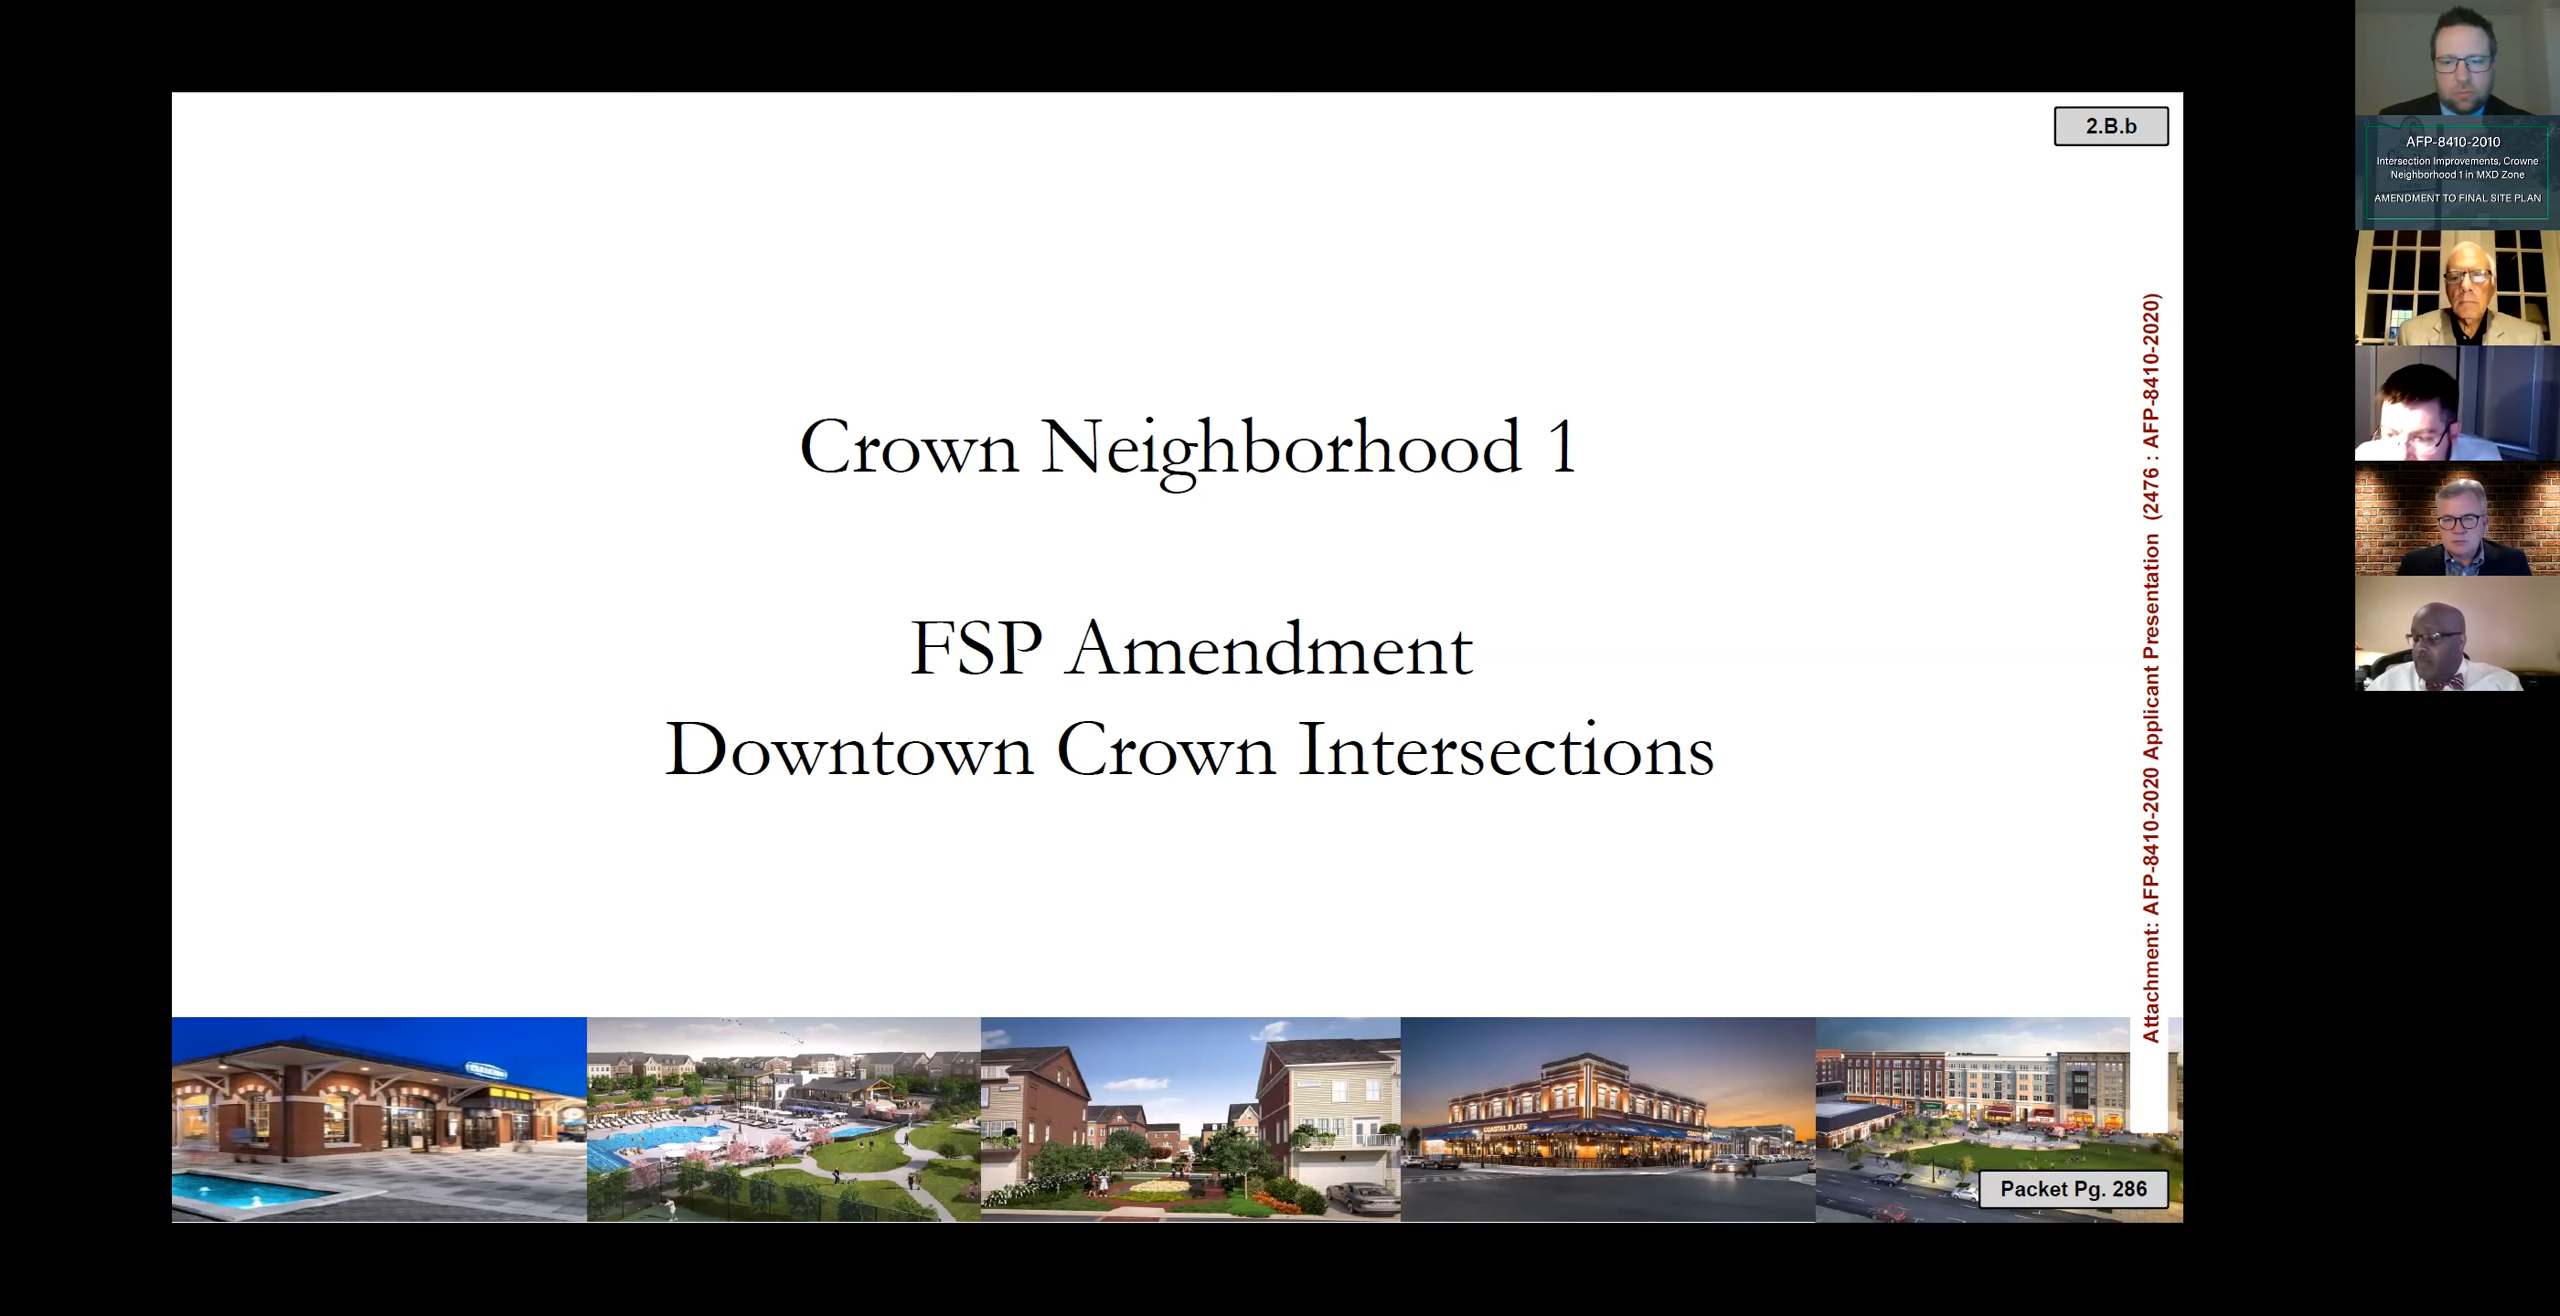 2.B.b
Crown Neighborhood 1
FSP Amendment
Downtown Crown Intersections
Attachment: AFP-8410-2020 Applicant Presentation (2476 : AFP-8410-2020)
COASTAL FLATS
Packet Pg. 286
AFP-8410-2010
Intersection Improvements, Crowne
Neighborhood 1 in MXD Zone
AMENDMENT TO FINAL SITE PLAN